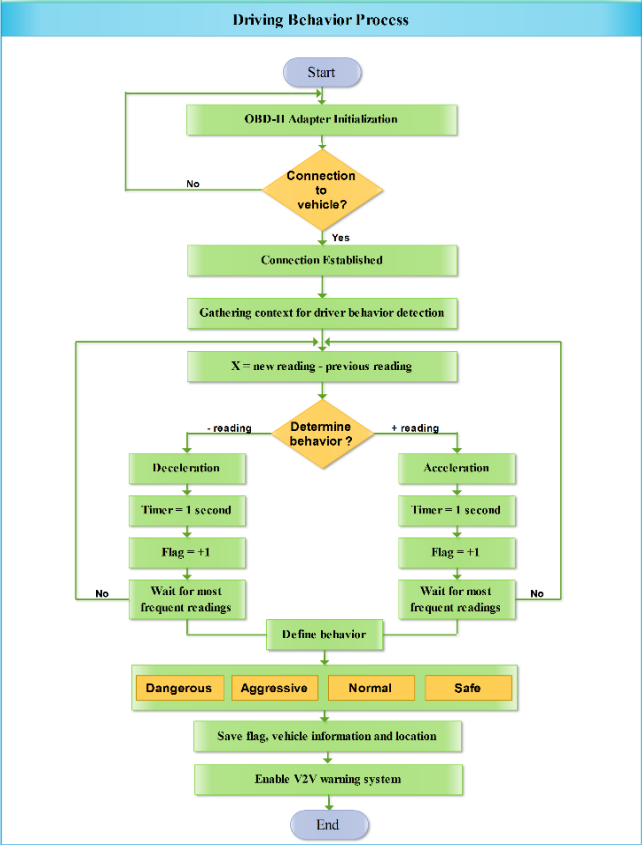 Driving Behavior Process
Start
OBD-II Adapter Initialization
Connection
to
vehicle?
No
Yes
Connection Established
Gathering context for driver behavior detection
X = new reading - previous reading
Determine
behavior ?
- reading
+ reading
Deceleration
Acceleration
Timer = 1 second
Timer = 1 second
Flag = +1
Flag = +1
No
Wait for most
frequent readings
Wait for most
frequent readings
No
Define behavior
Dangerous
Aggressive
Normal
Safe
Save flag, vehicle information and location
Enable V2V warning system
End